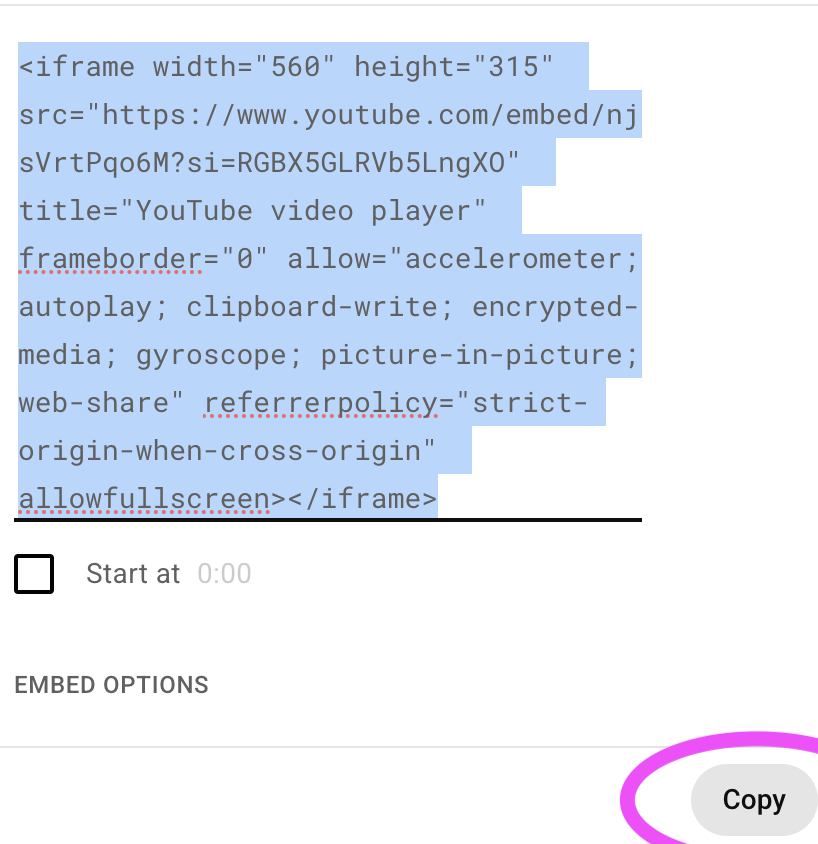 <iframe width="560" height="315"
src="https://www.youtube.com/embed/nj
sVrtPqo6M?si=RGBX5GLRVb5LngXO"
title="YouTube video player"
frameborder="0" allow="accelerometer;
autoplay; clipboard-write; encrypted-
media; gyroscope; picture-in-picture;
web-share" referrerpolicy="strict-
origin-when-cross-origin"
allowfullscreen></iframe>
Start at 0:00
EMBED OPTIONS
Copy